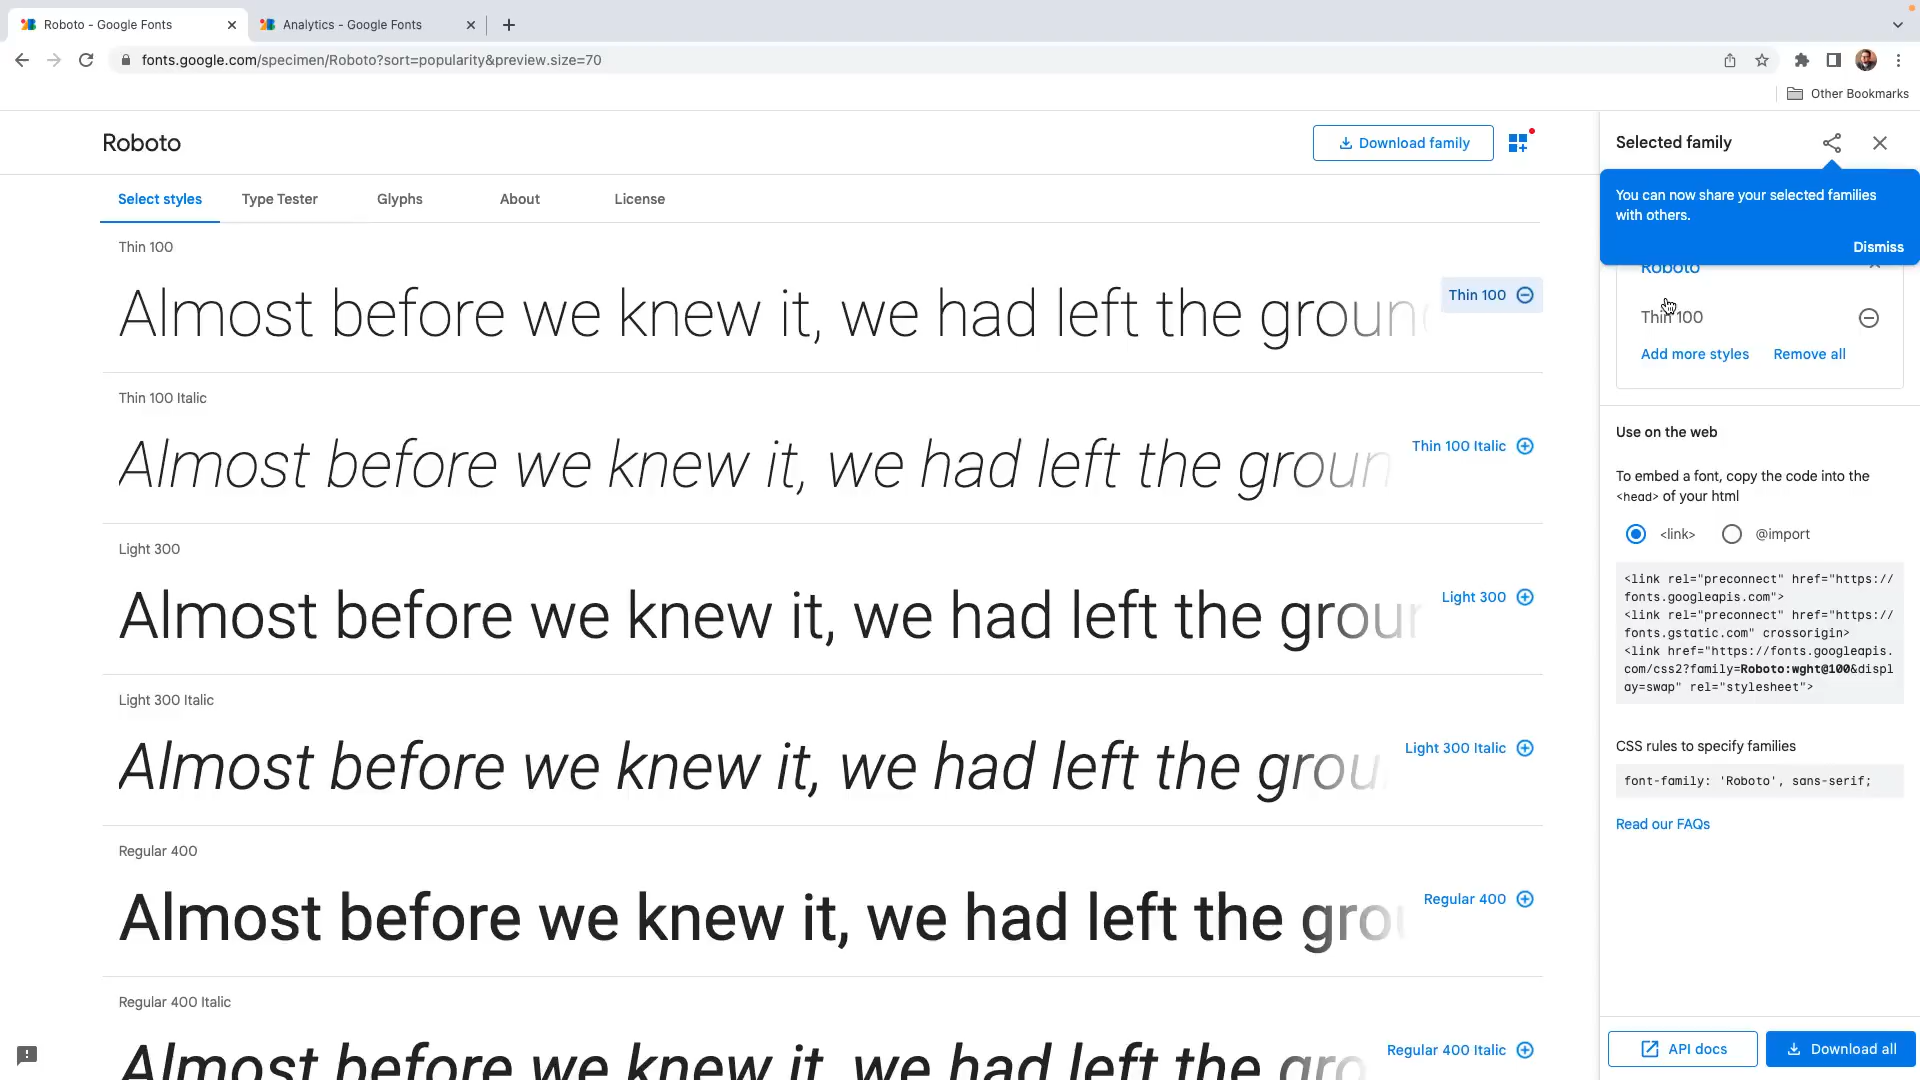 Roboto - Google Fonts
Analytics - Google Fonts
fonts.google.com/specimen/Roboto?sort=popularity&preview.size=70
Other Bookmarks
Roboto
Download family
Select styles
Type Tester
Glyphs
About
License
Thin 100
Almost before we knew it, we had left the groun
Thin 100
Thin 100 Italic
Almost before we knew it, we had left the groun
Thin 100 Italic
Light 300
Almost before we knew it, we had left the groun
Light 300
Light 300 Italic
Almost before we knew it, we had left the grou
Light 300 Italic
Regular 400
Almost before we knew it, we had left the grou
Regular 400
Regular 400 Italic
Almost before we knew it, we had left the gro
Regular 400 Italic
Selected family
You can now share your selected families
with others.
Dismiss
Roboto
Thin 100
Add more styles
Remove all
Use on the web
To embed a font, copy the code into the
<head> of your html
<link>
@import
<link rel="preconnect" href="https://
fonts.googleapis.com">
<link rel="preconnect" href="https://
fonts.gstatic.com" crossorigin>
<link href="https://fonts.googleapis.
com/css2?family=Roboto:wght@100&displ
ay=swap" rel="stylesheet">
CSS rules to specify families
font-family: 'Roboto', sans-serif;
Read our FAQs
API docs
Download all